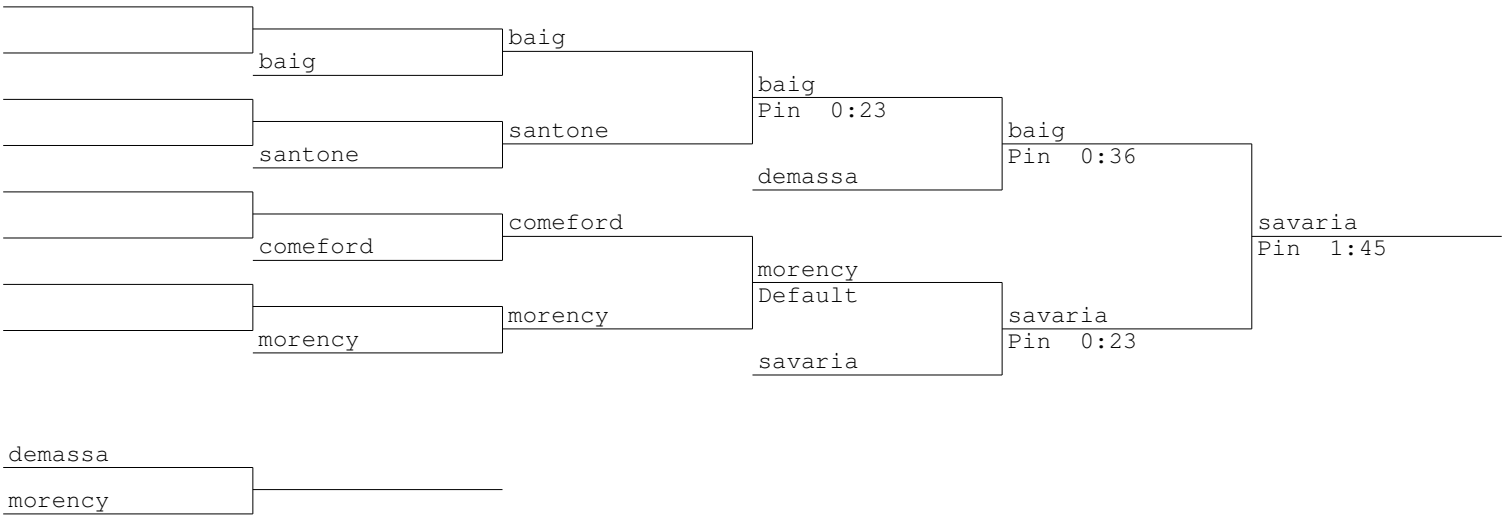 baig
baig
baig
Pin 0:23
santone
santone
baig
Pin 0:36
demassa
comeford
comeford
savaria
Pin 1:45
morency
Default
morency
morency
savaria
Pin 0:23
savaria
demassa
morency